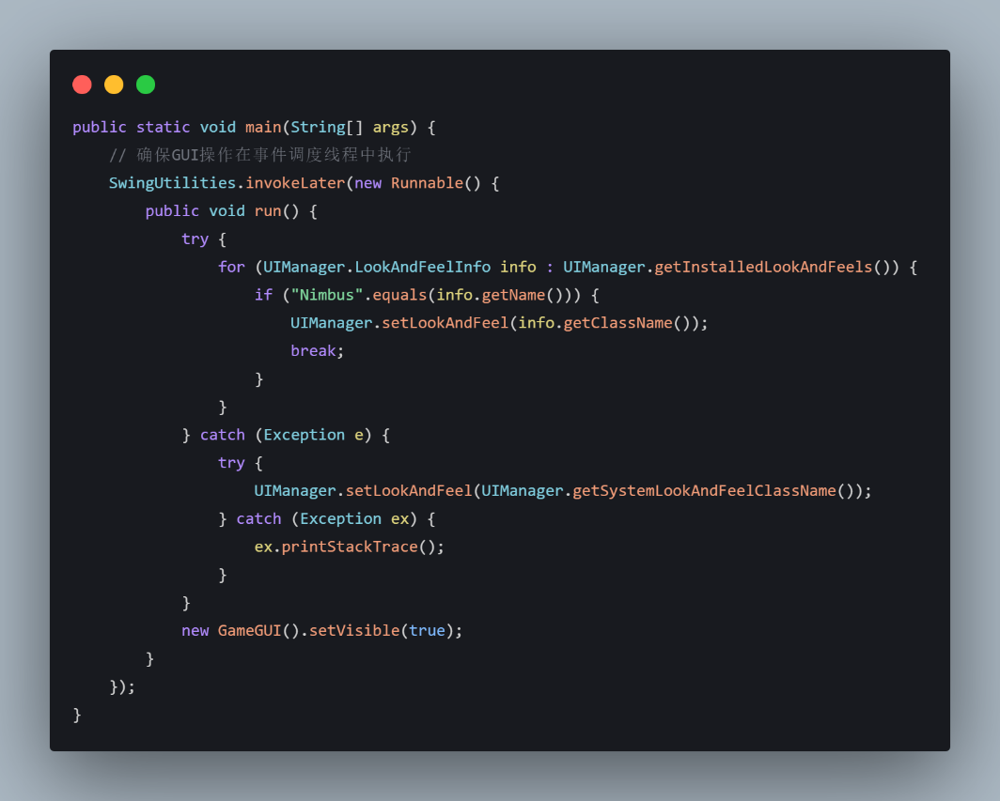 public static void main(String[] args) {
    // 确保GUI操作在事件调度线程中执行
    SwingUtilities.invokeLater(new Runnable() {
        public void run() {
            try {
                for (UIManager.LookAndFeelInfo info : UIManager.getInstalledLookAndFeels()) {
                    if ("Nimbus".equals(info.getName())) {
                        UIManager.setLookAndFeel(info.getClassName());
                        break;
                    }
                }
            } catch (Exception e) {
                try {
                    UIManager.setLookAndFeel(UIManager.getSystemLookAndFeelClassName());
                } catch (Exception ex) {
                    ex.printStackTrace();
                }
            }
            new GameGUI().setVisible(true);
        }
    });
}